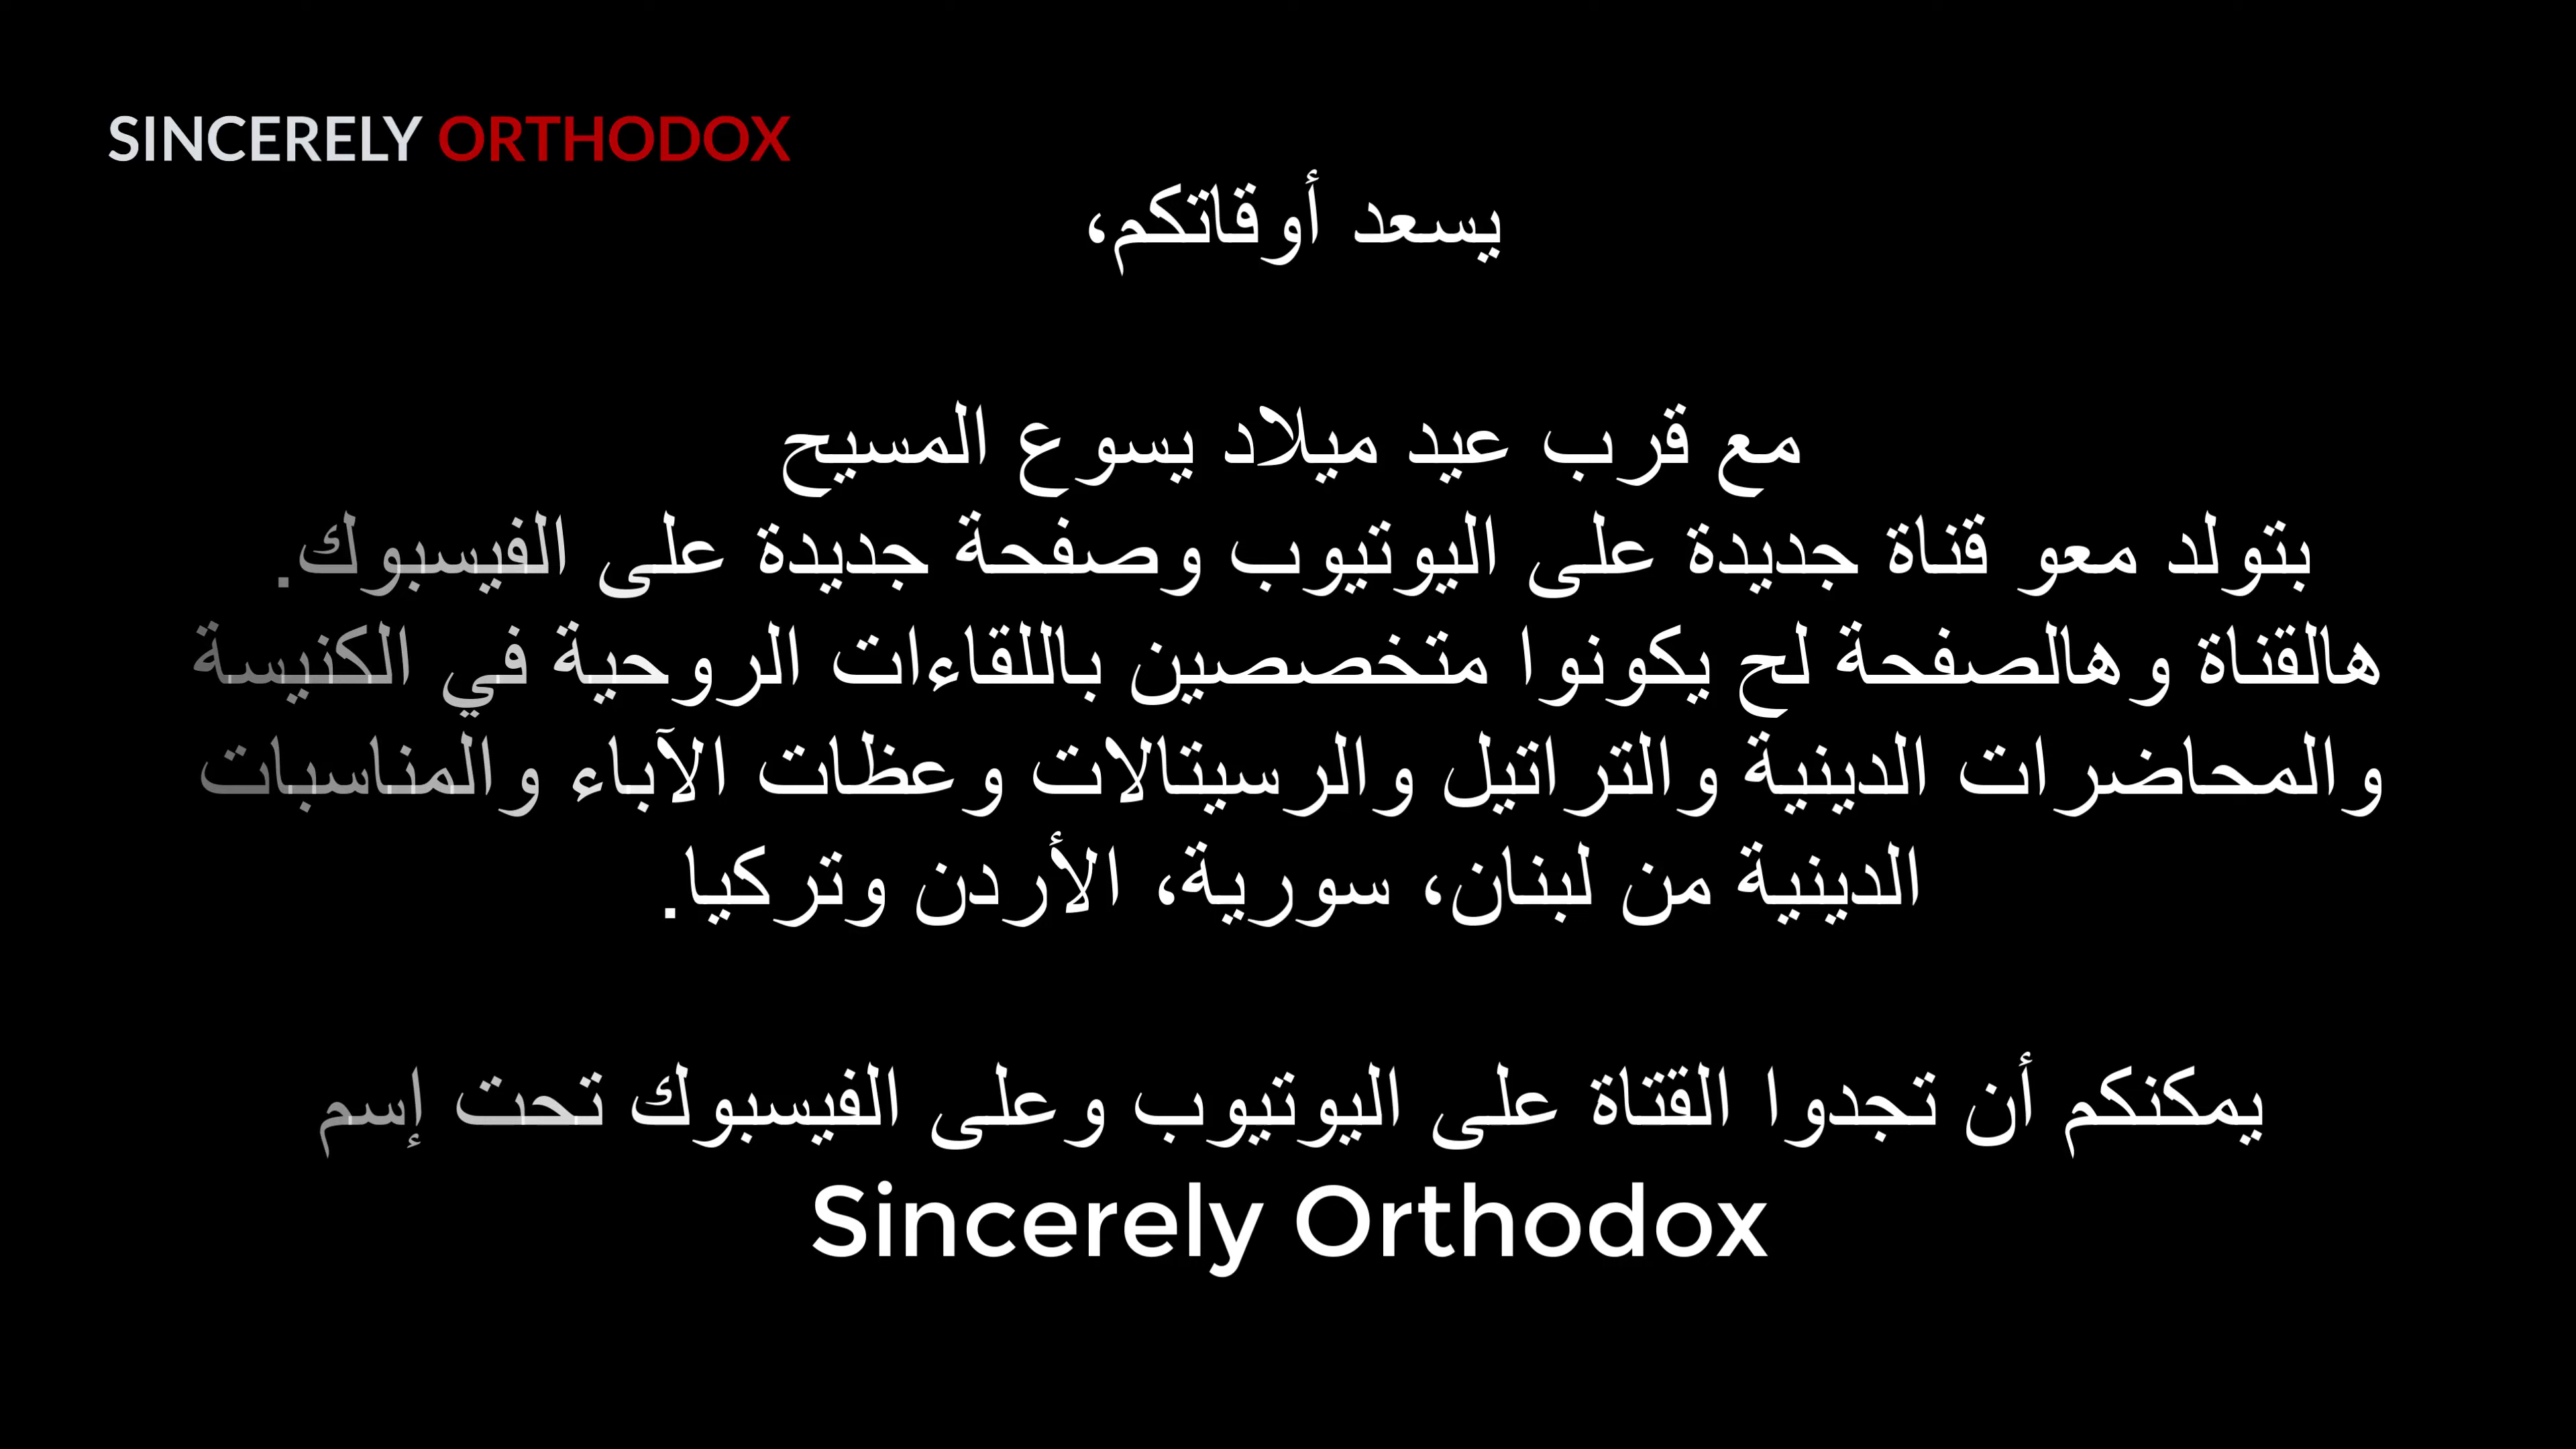 SINCERELY ORTHODOX
يسعد أوقاتكم،
مع قرب عيد ميلاد يسوع المسيح
بتولد معو قناة جديدة على اليوتيوب وصفحة جديدة على الفيسبوك.
هالقناة وهالصفحة لح يكونوا متخصصين باللقاءات الروحية في الكنيسة
والمحاضرات الدينية والتراتيل والرسيتالات وعظات الآباء والمناسبات
الدينية من لبنان، سورية، الأردن وتركيا.
يمكنكم أن تجدوا القتاة على اليوتيوب وعلى الفيسبوك تحت إسم
Sincerely Orthodox